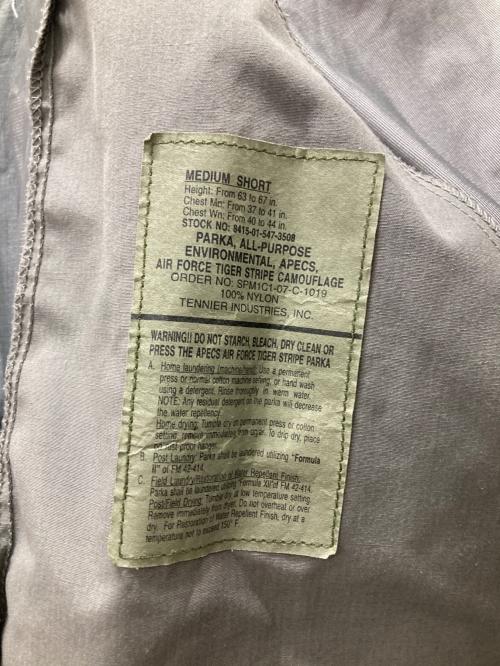 MEDIUM SHORT
Height: From 63 to 67 in.
Chest Mn: From 37 to 41 in.
Chest Wn: From 40 to 44 in.
STOCK NO: 8415-01-547-3508
PARKA, ALL-PURPOSE
ENVIRONMENTAL, APECS,
AIR FORCE TIGER STRIPE CAMOUFLAGE
ORDER NO: SPM1C1-07-C-1019
100% NYLON
TENNIER INDUSTRIES, INC.
WARNING!! DO NOT STARCH, BLEACH, DRY CLEAN OR
PRESS THE APECS AIR FORCE TIGER STRIPE PARKA
A. Home laundering (machine/hand): Use a permanent
press or normal cotton machine setting, or hand wash
using a detergent. Rinse thoroughly in warm water.
NOTE: Any residual detergent on the parka will decrease
the water repellency.
Home drying: Tumble dry on permanent press or cotton
setting, remove immediately from dryer. To drip dry, place
on rust proof hanger.
B. Post Laundry: Parka shall be laundered utilizing "Formula
II" of FM 42-414.
C. Field Laundry/Restoration of Water Repellent Finish:
Parka shall be laundered utilizing "Formula XII of FM 42-414.
Post/Field Drying: Tumble dry at low temperature setting.
Remove immediately from dryer. Do not overheat or over
dry. For Restoration of Water Repellent Finish, dry at a
temperature not to exceed 150° F.